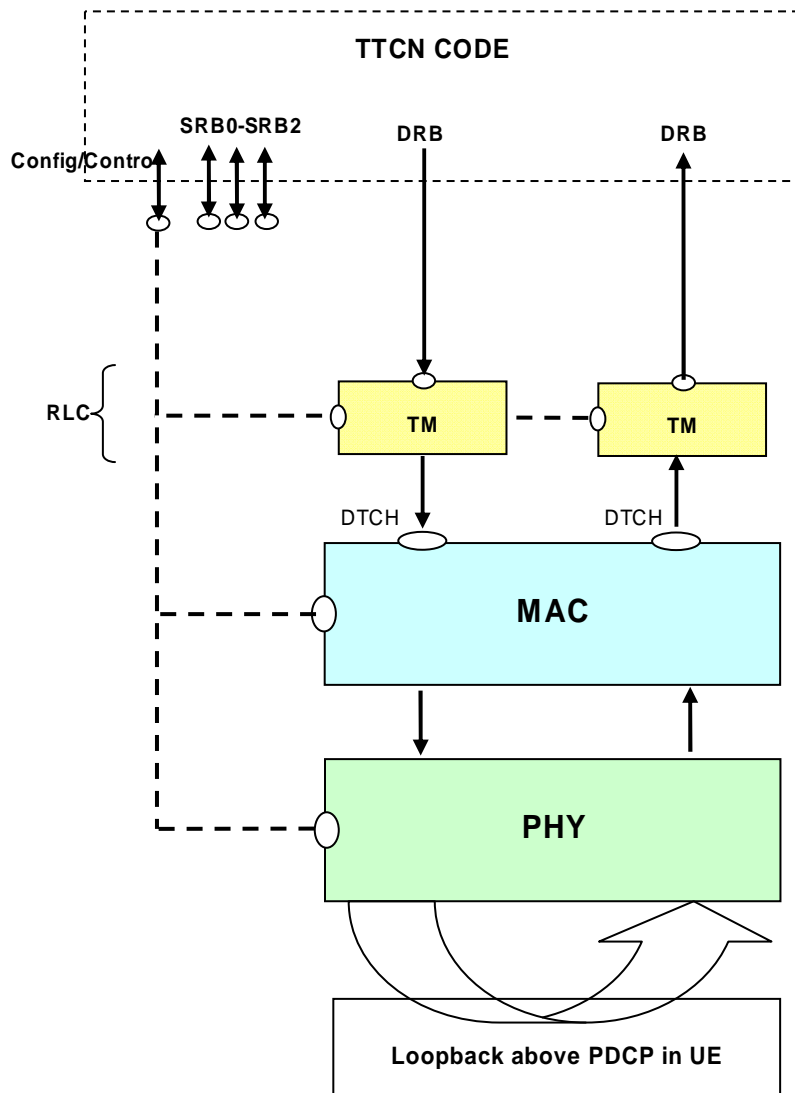 TTCN CODE
SRB0-SRB2
DRB
DRB
Config/Contro
RLC
TM
TM
DTCH
DTCH
MAC
PHY
Loopback above PDCP in UE